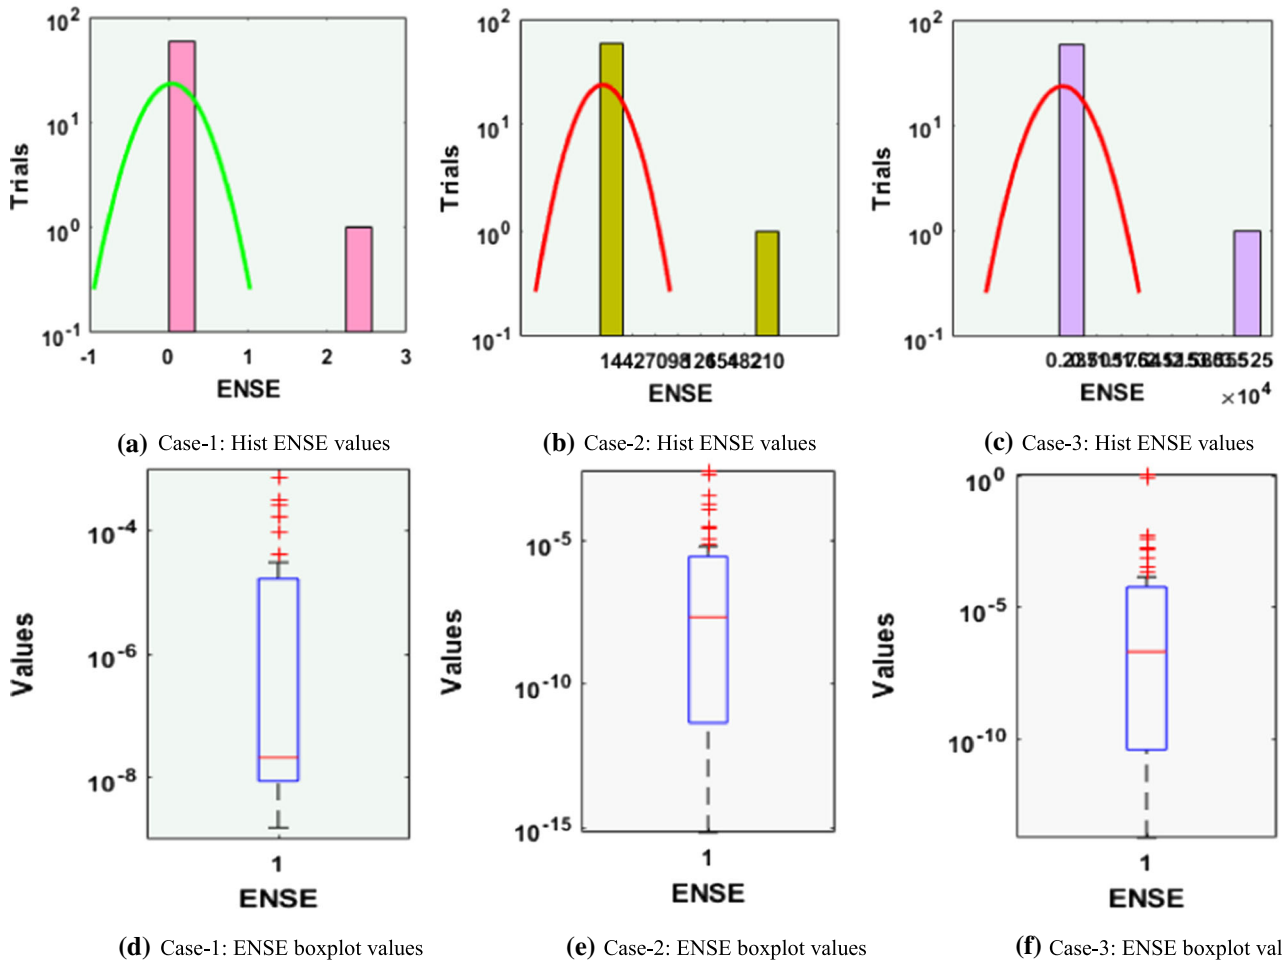 10^2 10^2 10^2
10^1 10^1 10^1
10^0 10^0 10^0
10^-1 10^-1 10^-1
Trials Trials Trials
-1 0 1 2 3
210
525
×10^4
ENSE ENSE ENSE
(a) Case-1: Hist ENSE values
(b) Case-2: Hist ENSE values
(c) Case-3: Hist ENSE values
10^-4
10^-6
10^-8
Values
1
ENSE
10^-5
10^-10
10^-15
Values
1
ENSE
10^0
10^-5
10^-10
Values
1
ENSE
(d) Case-1: ENSE boxplot values
(e) Case-2: ENSE boxplot values
(f) Case-3: ENSE boxplot val